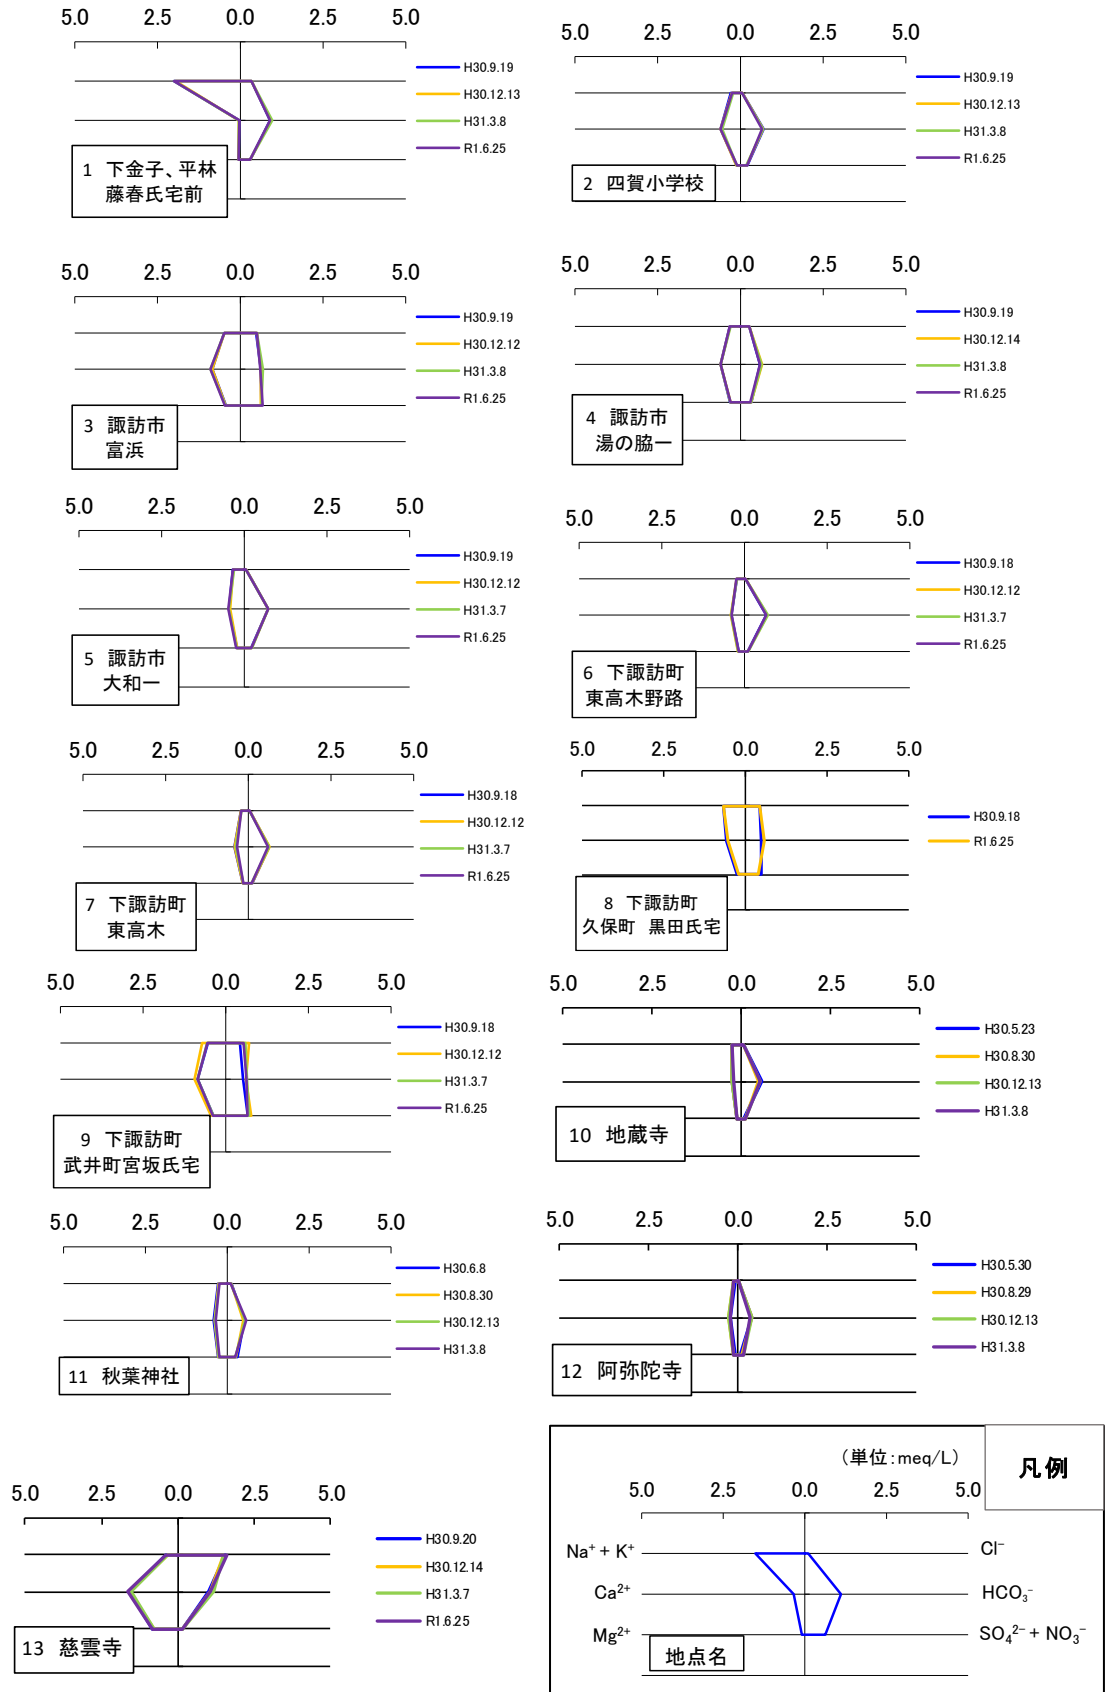 5.0 2.5 0.0 2.5 5.0
H30.9.19
H30.12.13
H31.3.8
R1.6.25
1 下金子、平林
藤春氏宅前
5.0 2.5 0.0 2.5 5.0
H30.9.19
H30.12.13
H31.3.8
R1.6.25
2 四賀小学校
5.0 2.5 0.0 2.5 5.0
H30.9.19
H30.12.12
H31.3.8
R1.6.25
3 諏訪市
富浜
5.0 2.5 0.0 2.5 5.0
H30.9.19
H30.12.14
H31.3.8
R1.6.25
4 諏訪市
湯の脇一
5.0 2.5 0.0 2.5 5.0
H30.9.19
H30.12.12
H31.3.7
R1.6.25
5 諏訪市
大和一
5.0 2.5 0.0 2.5 5.0
H30.9.18
H30.12.12
H31.3.7
R1.6.25
6 下諏訪町
東高木野路
5.0 2.5 0.0 2.5 5.0
H30.9.18
H30.12.12
H31.3.7
R1.6.25
7 下諏訪町
東高木
5.0 2.5 0.0 2.5 5.0
H30.9.18
R1.6.25
8 下諏訪町
久保町 黒田氏宅
5.0 2.5 0.0 2.5 5.0
H30.9.18
H30.12.12
H31.3.7
R1.6.25
9 下諏訪町
武井町宮坂氏宅
5.0 2.5 0.0 2.5 5.0
H30.5.23
H30.8.30
H30.12.13
H31.3.8
10 地蔵寺
5.0 2.5 0.0 2.5 5.0
H30.6.8
H30.8.30
H30.12.13
H31.3.8
11 秋葉神社
5.0 2.5 0.0 2.5 5.0
H30.5.30
H30.8.29
H30.12.13
H31.3.8
12 阿弥陀寺
5.0 2.5 0.0 2.5 5.0
H30.9.20
H30.12.14
H31.3.7
R1.6.25
13 慈雲寺
(単位:meq/L)
凡例
5.0 2.5 0.0 2.5 5.0
Na⁺ + K⁺ Cl⁻
Ca²⁺ HCO₃⁻
Mg²⁺ SO₄²⁻ + NO₃⁻
地点名